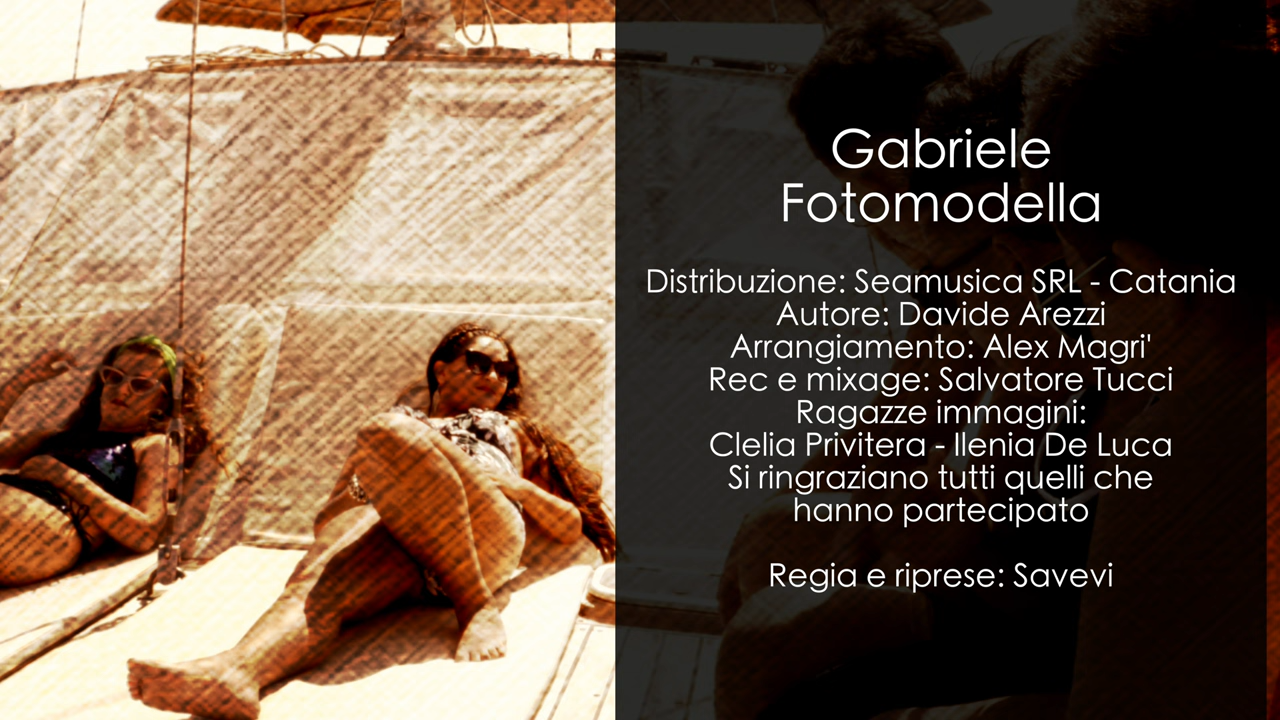 Gabriele
Fotomodella
Distribuzione: Seamusica SRL - Catania
Autore: Davide Arezzi
Arrangiamento: Alex Magri'
Rec e mixage: Salvatore Tucci
Ragazze immagini:
Clelia Privitera - Ilenia De Luca
Si ringraziano tutti quelli che
hanno partecipato
Regia e riprese: Savevi